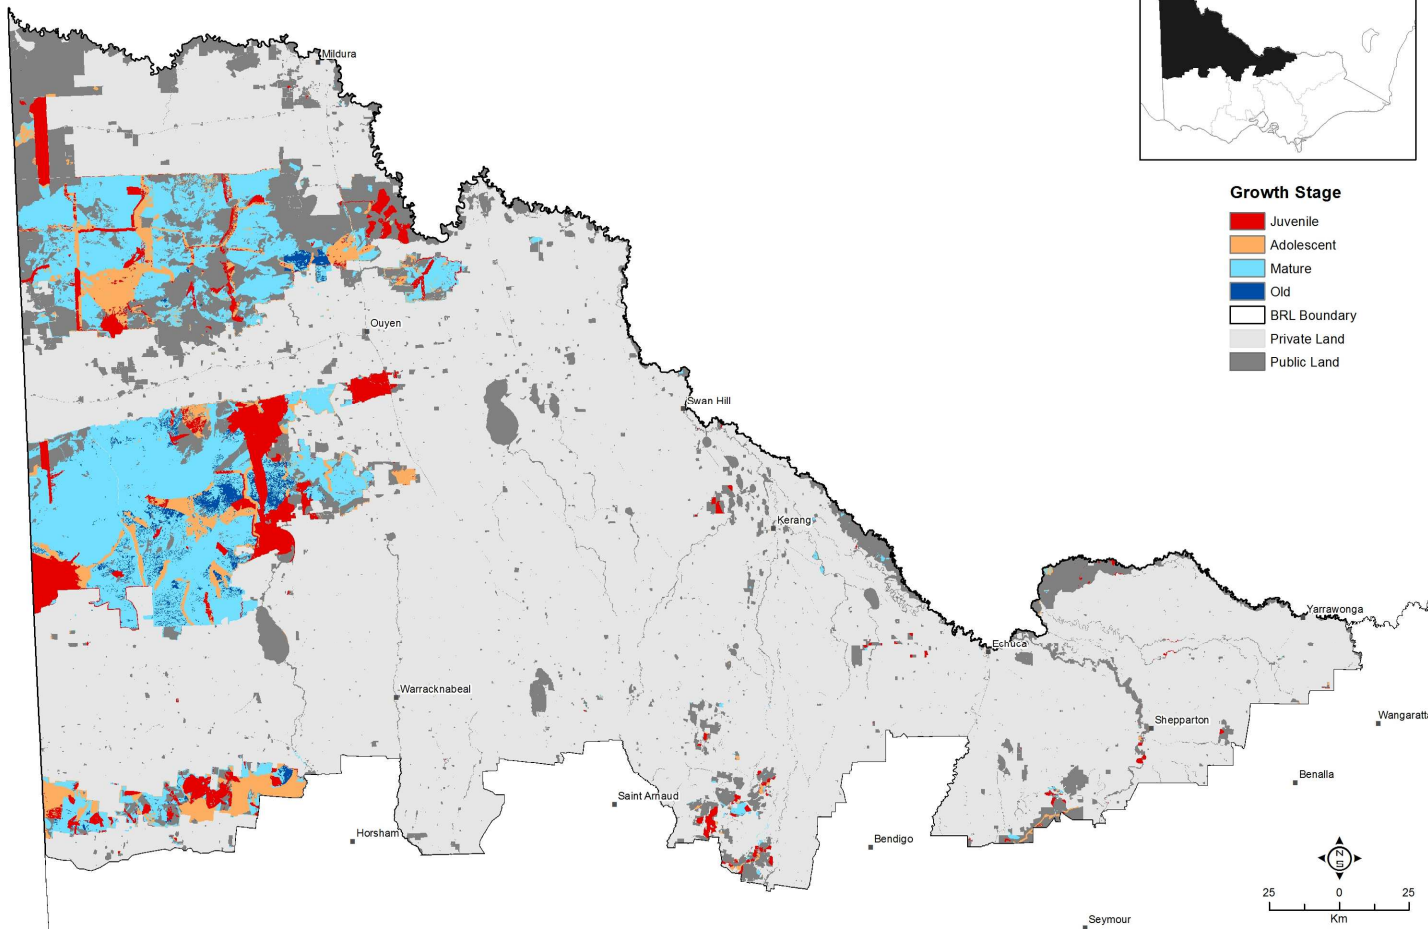 Mildura
Growth Stage
Juvenile
Adolescent
Mature
Old
BRL Boundary
Private Land
Public Land
Ouyen
Swan Hill
Kerang
Echuca
Yarrawonga
Warracknabeal
Shepparton
Wangaratt
Benalla
Saint Arnaud
Horsham
Bendigo
N
S
25 0 25
Km
Seymour